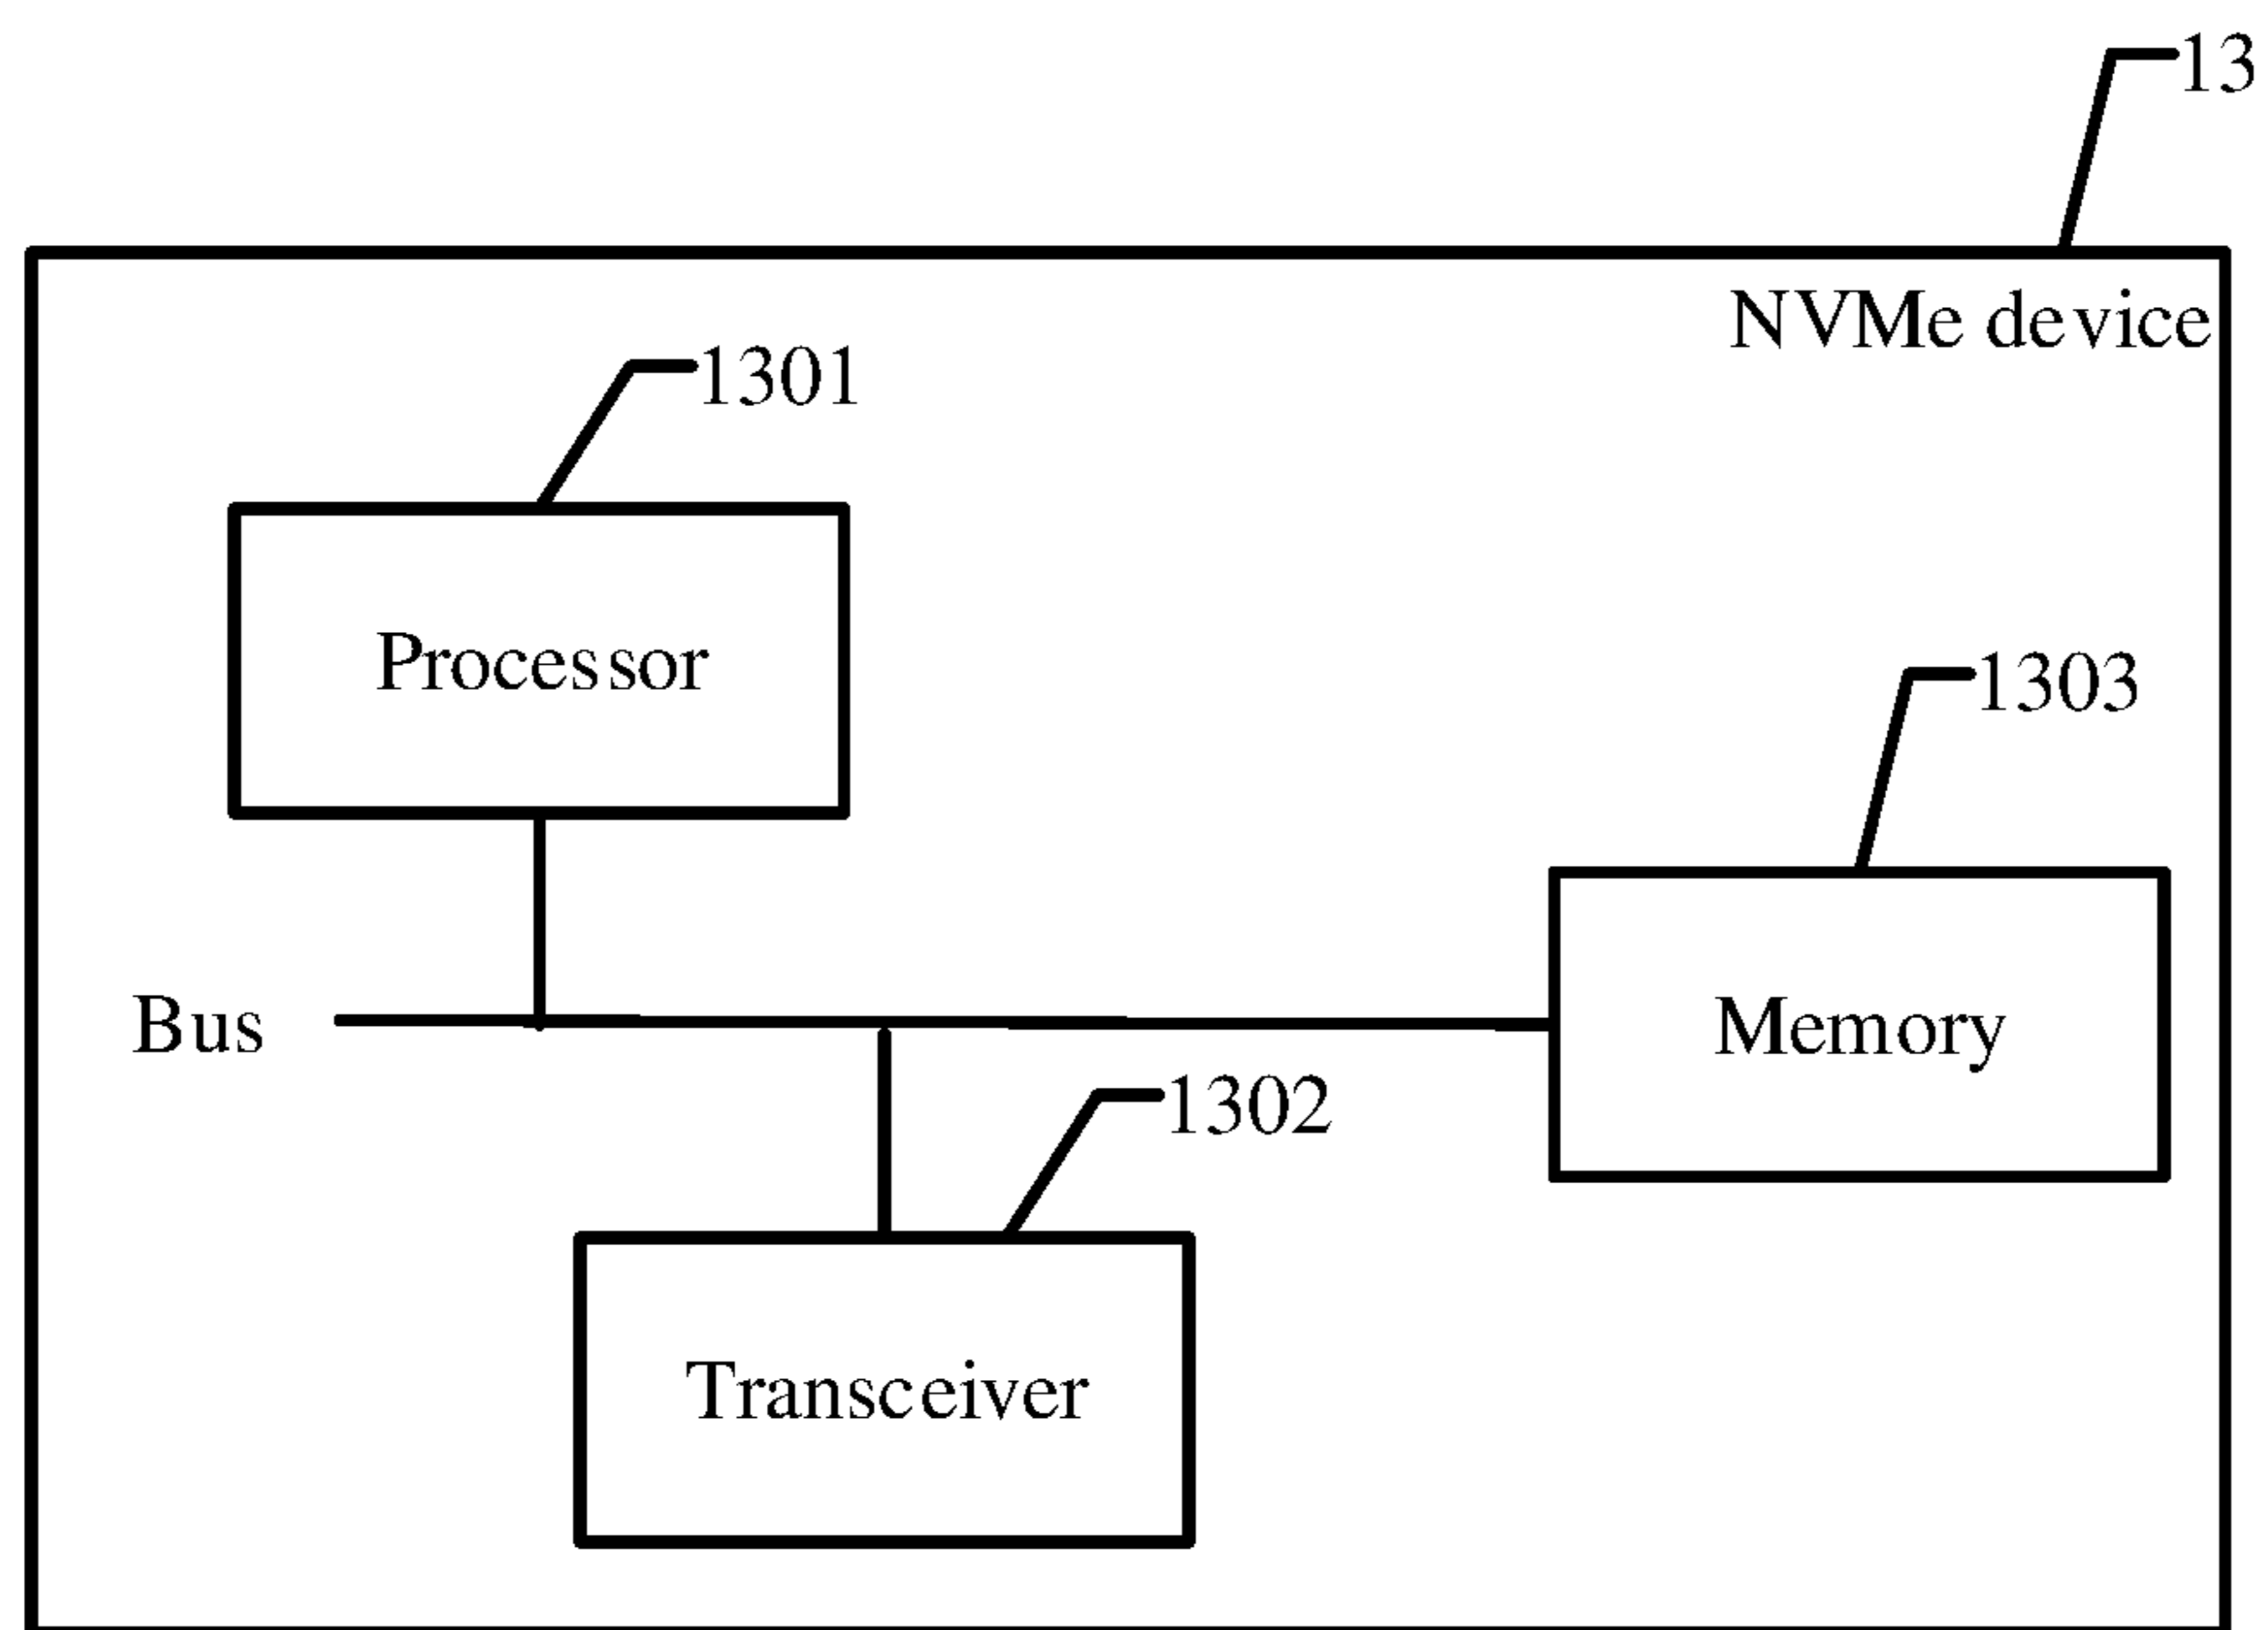 13
NVMe device
1301
Processor
1303
Bus
Memory
1302
Transceiver